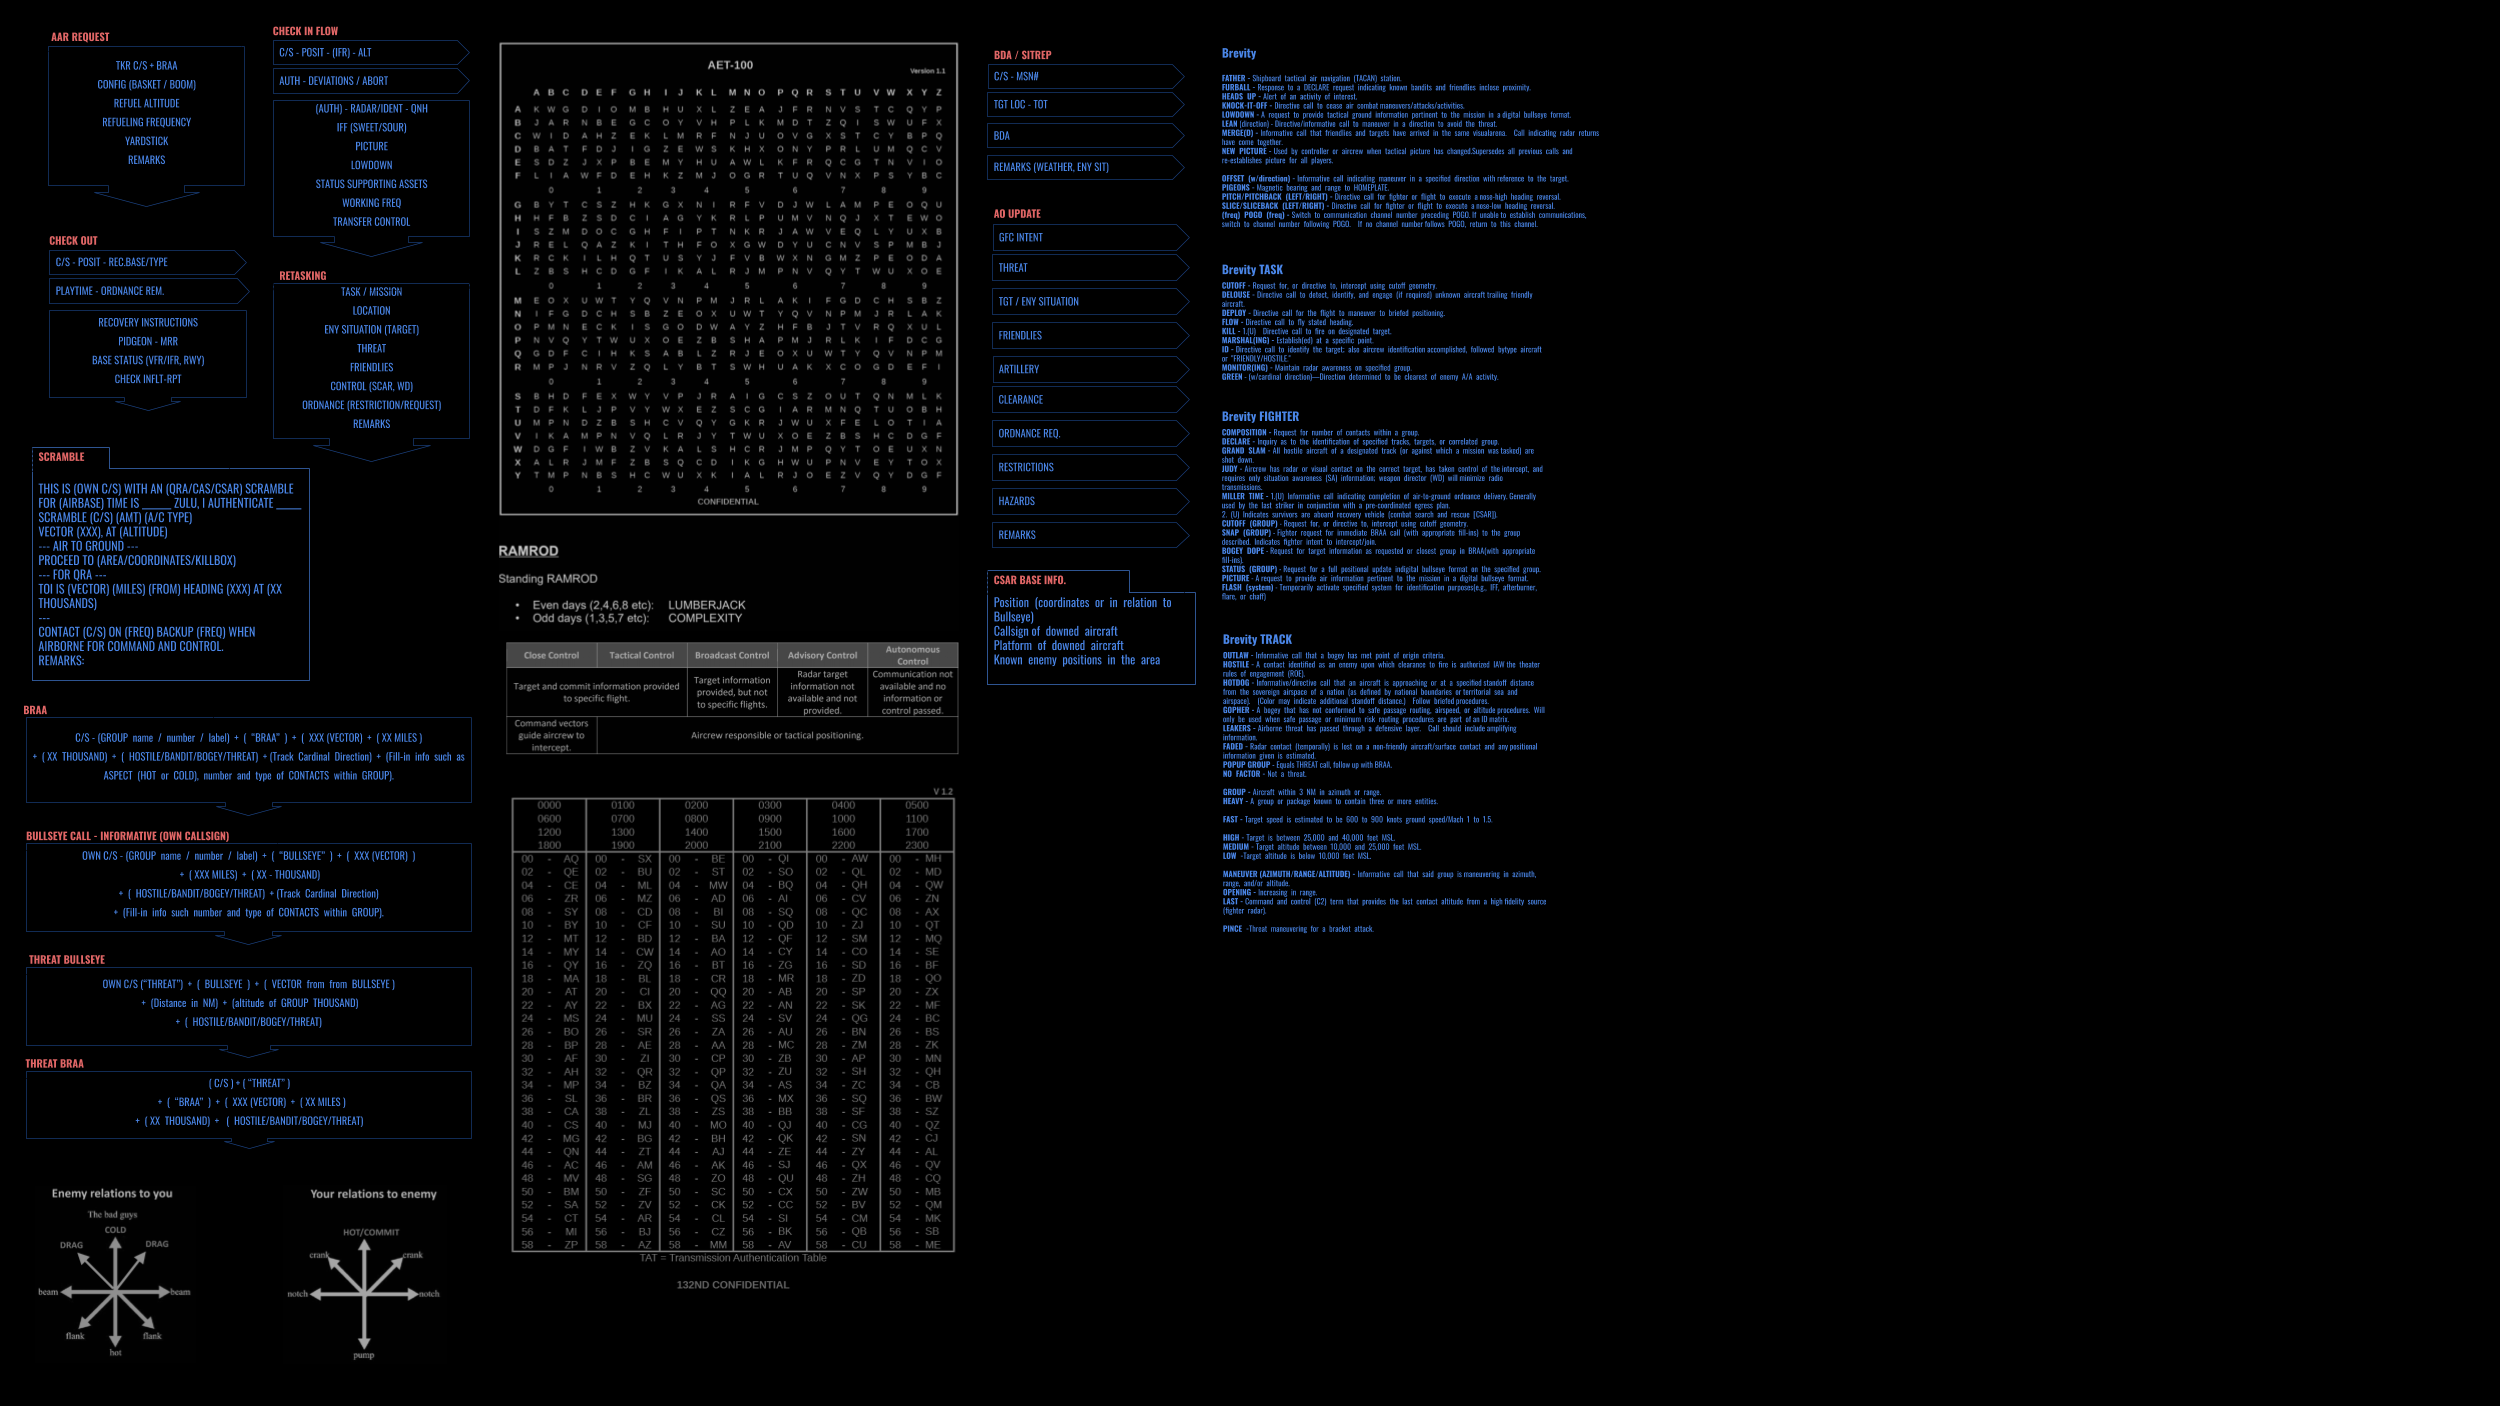 AAR REQUEST
TKR C/S + BRAA
CONFIG (BASKET / BOOM)
REFUEL ALTITUDE
REFUELING FREQUENCY
YARDSTICK
REMARKS
CHECK OUT
C/S - POSIT - REC.BASE/TYPE
PLAYTIME - ORDNANCE REM.
RECOVERY INSTRUCTIONS
PIDGEON - MRR
BASE STATUS (VFR/IFR, RWY)
CHECK INFLT-RPT
CHECK IN FLOW
C/S - POSIT - (IFR) - ALT
AUTH - DEVIATIONS / ABORT
(AUTH) - RADAR/IDENT - QNH
IFF (SWEET/SOUR)
PICTURE
LOWDOWN
STATUS SUPPORTING ASSETS
WORKING FREQ
TRANSFER CONTROL
RETASKING
TASK / MISSION
LOCATION
ENY SITUATION (TARGET)
THREAT
FRIENDLIES
CONTROL (SCAR, WD)
ORDNANCE (RESTRICTION/REQUEST)
REMARKS
SCRAMBLE
THIS IS (OWN C/S) WITH AN (QRA/CAS/CSAR) SCRAMBLE
FOR (AIRBASE) TIME IS ______ ZULU, I AUTHENTICATE _____
SCRAMBLE (C/S) (AMT) (A/C TYPE)
VECTOR (XXX), AT (ALTITUDE)
--- AIR TO GROUND ---
PROCEED TO (AREA/COORDINATES/KILLBOX)
--- FOR QRA ---
TOI IS (VECTOR) (MILES) (FROM) HEADING (XXX) AT (XX
THOUSANDS)
---
CONTACT (C/S) ON (FREQ) BACKUP (FREQ) WHEN
AIRBORNE FOR COMMAND AND CONTROL.
REMARKS:
BRAA
C/S - (GROUP name / number / label) + ( "BRAA" ) + ( XXX (VECTOR) + ( XX MILES )
+ ( XX THOUSAND) + ( HOSTILE/BANDIT/BOGEY/THREAT) + (Track Cardinal Direction) + (Fill-in info such as
ASPECT (HOT or COLD), number and type of CONTACTS within GROUP).
BULLSEYE CALL - INFORMATIVE (OWN CALLSIGN)
OWN C/S - (GROUP name / number / label) + ( "BULLSEYE" ) + ( XXX (VECTOR) )
+ ( XXX MILES) + ( XX - THOUSAND)
+ ( HOSTILE/BANDIT/BOGEY/THREAT) + (Track Cardinal Direction)
+ (Fill-in info such number and type of CONTACTS within GROUP).
THREAT BULLSEYE
OWN C/S ("THREAT") + ( BULLSEYE ) + ( VECTOR from from BULLSEYE )
+ (Distance in NM) + (altitude of GROUP THOUSAND)
+ ( HOSTILE/BANDIT/BOGEY/THREAT)
THREAT BRAA
( C/S ) + ( "THREAT" )
+ ( "BRAA" ) + ( XXX (VECTOR) + ( XX MILES )
+ ( XX THOUSAND) + ( HOSTILE/BANDIT/BOGEY/THREAT)
Enemy relations to you
The bad guys
COLD
DRAG DRAG
beam beam
flank flank
hot
Your relations to enemy
HOT/COMMIT
crank crank
notch notch
pump
AET-100
Version 1.1
A B C D E F G H I J K L M N O P Q R S T U V W X Y Z
0 1 2 3 4 5 6 7 8 9
0 1 2 3 4 5 6 7 8 9
0 1 2 3 4 5 6 7 8 9
0 1 2 3 4 5 6 7 8 9
CONFIDENTIAL
RAMROD
Standing RAMROD
• Even days (2,4,6,8 etc): LUMBERJACK
• Odd days (1,3,5,7 etc): COMPLEXITY
Close Control Tactical Control Broadcast Control Advisory Control Autonomous Control
Target and commit information provided to specific flight.
Target information provided, but not to specific flights.
Radar target information not available and not provided.
Communication not available and no information or control passed.
Command vectors guide aircrew to intercept.
Aircrew responsible or tactical positioning.
V 1.2
0000 0100 0200 0300 0400 0500
0600 0700 0800 0900 1000 1100
1200 1300 1400 1500 1600 1700
1800 1900 2000 2100 2200 2300
00 - AQ 00 - SX 00 - BE 00 - QI 00 - AW 00 - MH
02 - QE 02 - BU 02 - ST 02 - SO 02 - QL 02 - MD
04 - CE 04 - ML 04 - MW 04 - BQ 04 - QH 04 - QW
06 - ZR 06 - MZ 06 - AD 06 - AI 06 - CV 06 - ZN
08 - SY 08 - CD 08 - BI 08 - SQ 08 - QC 08 - AX
10 - BY 10 - CF 10 - SU 10 - QD 10 - ZJ 10 - QT
12 - MT 12 - BD 12 - BA 12 - QF 12 - SM 12 - MQ
14 - MY 14 - CW 14 - AO 14 - CY 14 - CO 14 - SE
16 - QY 16 - ZQ 16 - BT 16 - ZG 16 - SD 16 - BF
18 - MA 18 - BL 18 - CR 18 - MR 18 - ZD 18 - QO
20 - AT 20 - CI 20 - QQ 20 - AB 20 - SP 20 - ZX
22 - AY 22 - BX 22 - AG 22 - AN 22 - SK 22 - MF
24 - MS 24 - MU 24 - SS 24 - SV 24 - QG 24 - BC
26 - BO 26 - SR 26 - ZA 26 - AU 26 - BN 26 - BS
28 - BP 28 - AE 28 - AA 28 - MC 28 - ZM 28 - ZK
30 - AF 30 - ZI 30 - CP 30 - ZB 30 - AP 30 - MN
32 - AH 32 - QR 32 - QP 32 - ZU 32 - SH 32 - QH
34 - MP 34 - BZ 34 - QA 34 - AS 34 - ZC 34 - CB
36 - SL 36 - BR 36 - QS 36 - MX 36 - SQ 36 - BW
38 - CA 38 - ZL 38 - ZS 38 - BB 38 - SF 38 - SZ
40 - CS 40 - MJ 40 - MO 40 - QJ 40 - CG 40 - QZ
42 - MG 42 - BG 42 - BH 42 - QK 42 - SN 42 - CJ
44 - QN 44 - ZT 44 - AJ 44 - ZE 44 - ZY 44 - AL
46 - AC 46 - AM 46 - AK 46 - SJ 46 - QX 46 - QV
48 - MV 48 - SG 48 - ZO 48 - QU 48 - ZH 48 - CQ
50 - BM 50 - ZF 50 - SC 50 - CX 50 - ZW 50 - MB
52 - SA 52 - ZV 52 - CK 52 - CC 52 - BV 52 - QM
54 - CT 54 - AR 54 - CL 54 - SI 54 - CM 54 - MK
56 - MI 56 - BJ 56 - CZ 56 - BK 56 - QB 56 - SB
58 - ZP 58 - AZ 58 - MM 58 - AV 58 - CU 58 - ME
TAT = Transmission Authentication Table
132ND CONFIDENTIAL
BDA / SITREP
C/S - MSN#
TGT LOC - TOT
BDA
REMARKS (WEATHER, ENY SIT)
AO UPDATE
GFC INTENT
THREAT
TGT / ENY SITUATION
FRIENDLIES
ARTILLERY
CLEARANCE
ORDNANCE REQ.
RESTRICTIONS
HAZARDS
REMARKS
CSAR BASE INFO.
Position (coordinates or in relation to
Bullseye)
Callsign of downed aircraft
Platform of downed aircraft
Known enemy positions in the area
Brevity
FATHER - Shipboard tactical air navigation (TACAN) station.
FURBALL - Response to a DECLARE request indicating known bandits and friendlies inclose proximity.
HEADS UP - Alert of an activity of interest.
KNOCK-IT-OFF - Directive call to cease air combat maneuvers/attacks/activities.
LOWDOWN - A request to provide tactical ground information pertinent to the mission in a digital bullseye format.
LEAN (direction) - Directive/informative call to maneuver in a direction to avoid the threat.
MERGE(D) - Informative call that friendlies and targets have arrived in the same visualarena. Call indicating radar returns
have come together.
NEW PICTURE - Used by controller or aircrew when tactical picture has changed.Supersedes all previous calls and
re-establishes picture for all players.
OFFSET (w/direction) - Informative call indicating maneuver in a specified direction with reference to the target.
PIGEONS - Magnetic bearing and range to HOMEPLATE.
PITCH/PITCHBACK (LEFT/RIGHT) - Directive call for fighter or flight to execute a nose-high heading reversal.
SLICE/SLICEBACK (LEFT/RIGHT) - Directive call for fighter or flight to execute a nose-low heading reversal.
(freq) POGO (freq) - Switch to communication channel number preceding POGO. If unable to establish communications,
switch to channel number following POGO. If no channel number follows POGO, return to this channel.
Brevity TASK
CUTOFF - Request for, or directive to, intercept using cutoff geometry.
DELOUSE - Directive call to detect, identify, and engage (if required) unknown aircraft trailing friendly
aircraft.
DEPLOY - Directive call for the flight to maneuver to briefed positioning.
FLOW - Directive call to fly stated heading.
KILL - 1.(U) Directive call to fire on designated target.
MARSHAL(ING) - Establish(ed) at a specific point.
ID - Directive call to identify the target; also aircrew identification accomplished, followed bytype aircraft
or "FRIENDLY/HOSTILE."
MONITOR(ING) - Maintain radar awareness on specified group.
GREEN - (w/cardinal direction)—Direction determined to be clearest of enemy A/A activity.
Brevity FIGHTER
COMPOSITION - Request for number of contacts within a group.
DECLARE - Inquiry as to the identification of specified tracks, targets, or correlated group.
GRAND SLAM - All hostile aircraft of a designated track (or against which a mission was tasked) are
shot down.
JUDY - Aircrew has radar or visual contact on the correct target, has taken control of the intercept, and
requires only situation awareness (SA) information; weapon director (WD) will minimize radio
transmissions.
MILLER TIME - 1.(U) Informative call indicating completion of air-to-ground ordnance delivery. Generally
used by the last striker in conjunction with a pre-coordinated egress plan.
2. (U) Indicates survivors are aboard recovery vehicle (combat search and rescue [CSAR]).
CUTOFF (GROUP) - Request for, or directive to, intercept using cutoff geometry.
SNAP (GROUP) - Fighter request for immediate BRAA call (with appropriate fill-ins) to the group
described. Indicates fighter intent to intercept/join.
BOGEY DOPE - Request for target information as requested or closest group in BRAA(with appropriate
fill-ins).
STATUS (GROUP) - Request for a full positional update indigital bullseye format on the specified group.
PICTURE - A request to provide air information pertinent to the mission in a digital bullseye format.
FLASH (system) - Temporarily activate specified system for identification purposes(e.g., IFF, afterburner,
flare, or chaff)
Brevity TRACK
OUTLAW - Informative call that a bogey has met point of origin criteria.
HOSTILE - A contact identified as an enemy upon which clearance to fire is authorized IAW the theater
rules of engagement (ROE).
HOTDOG - Informative/directive call that an aircraft is approaching or at a specified standoff distance
from the sovereign airspace of a nation (as defined by national boundaries or territorial sea and
airspace). (Color may indicate additional standoff distance.) Follow briefed procedures.
GOPHER - A bogey that has not conformed to safe passage routing, airspeed, or altitude procedures. Will
only be used when safe passage or minimum risk routing procedures are part of an ID matrix.
LEAKERS - Airborne threat has passed through a defensive layer. Call should include amplifying
information.
FADED - Radar contact (temporally) is lost on a non-friendly aircraft/surface contact and any positional
information given is estimated.
POPUP GROUP - Equals THREAT call, follow up with BRAA.
NO FACTOR - Not a threat.
GROUP - Aircraft within 3 NM in azimuth or range.
HEAVY - A group or package known to contain three or more entities.
FAST - Target speed is estimated to be 600 to 900 knots ground speed/Mach 1 to 1.5.
HIGH - Target is between 25,000 and 40,000 feet MSL.
MEDIUM - Target altitude between 10,000 and 25,000 feet MSL.
LOW -Target altitude is below 10,000 feet MSL.
MANEUVER (AZIMUTH/RANGE/ALTITUDE) - Informative call that said group is maneuvering in azimuth,
range, and/or altitude.
OPENING - Increasing in range.
LAST - Command and control (C2) term that provides the last contact altitude from a high fidelity source
(fighter radar).
PINCE -Threat maneuvering for a bracket attack.